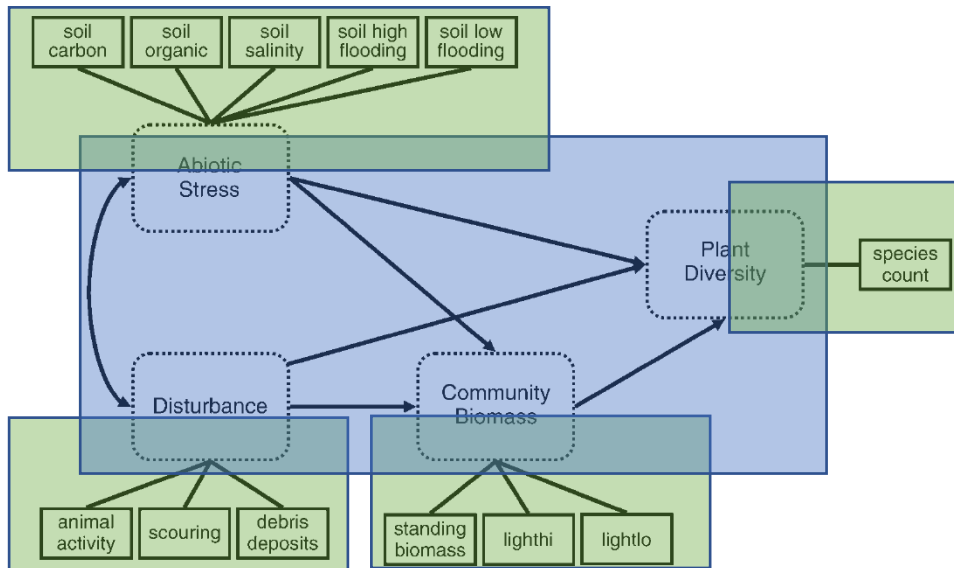 soil
carbon
soil
organic
soil
salinity
soil high
flooding
soil low
flooding
Abiotic
Stress
Plant
Diversity
species
count
Disturbance
Community
Biomass
animal
activity
scouring
debris
deposits
standing
biomass
lighthi
lightlo